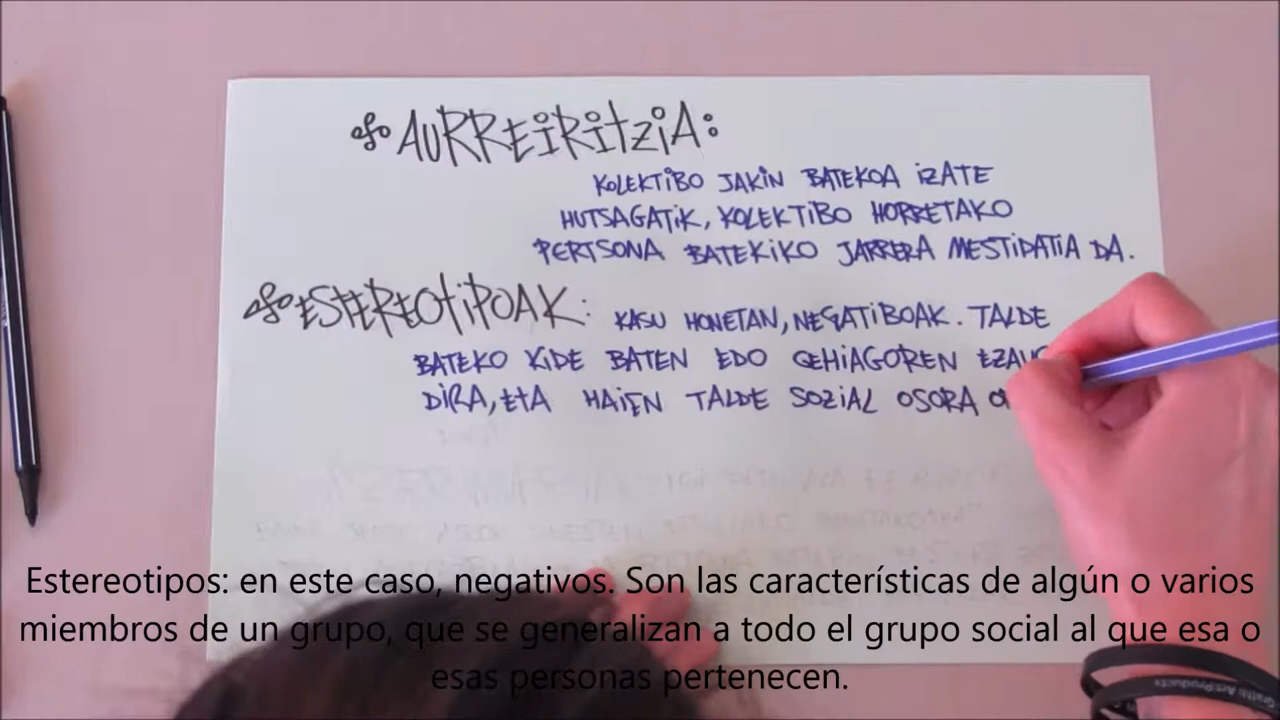 AURREIRITZIA:
KOLEKTIBO JAKIN BATEKOA IZATE
HUTSAGATIK, KOLEKTIBO HORRETAKO
PERTSONA BATEKIKO JARRERA MESTIDATIA DA.
ESTEREOTIPOAK: KASU HONETAN, NEGATIBOAK. TALDE
BATEKO KIDE BATEN EDO GEHIAGOREN
DIRA, ETA HAIEN TALDE SOZIAL OSORA
Estereotipos: en este caso, negativos. Son las características de algún o varios
miembros de un grupo, que se generalizan a todo el grupo social al que esa o
esas personas pertenecen.